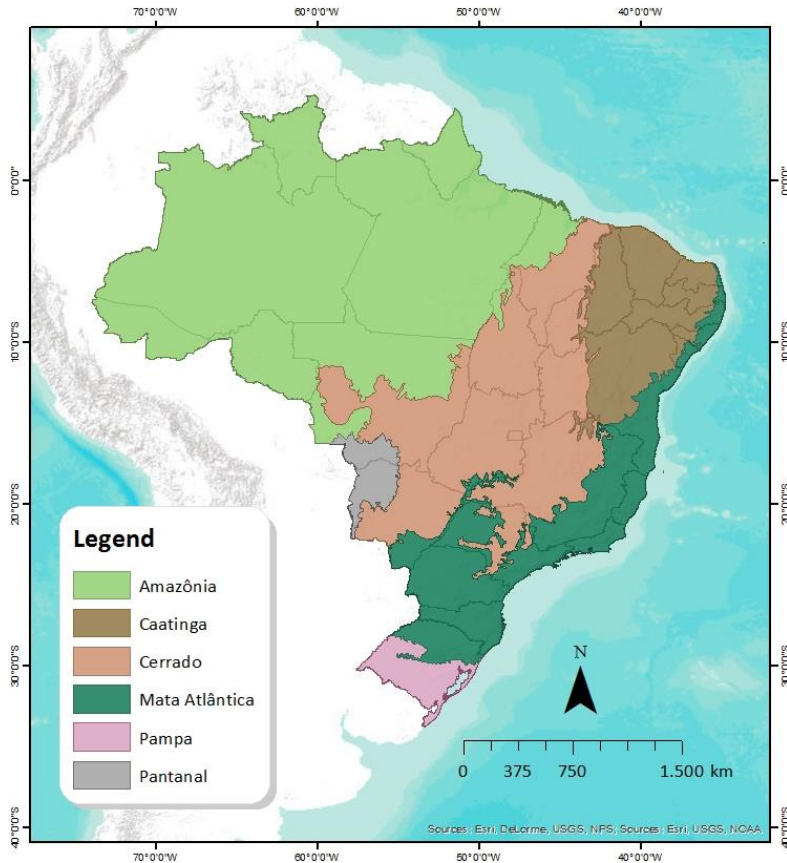 70°0'0"W 60°0'0"W 50°0'0"W 40°0'0"W
0°0'0" 0°0'0"
10°0'0"S 10°0'0"S
20°0'0"S 20°0'0"S
Legend
Amazônia
Caatinga
Cerrado
Mata Atlântica
Pampa
Pantanal
N
30°0'0"S 30°0'0"S
0 375 750 1.500 km
40°0'0"S 40°0'0"S
Sources: Esri, DeLorme, USGS, NPS, Sources: Esri, USGS, NOAA
70°0'0"W 60°0'0"W 50°0'0"W 40°0'0"W